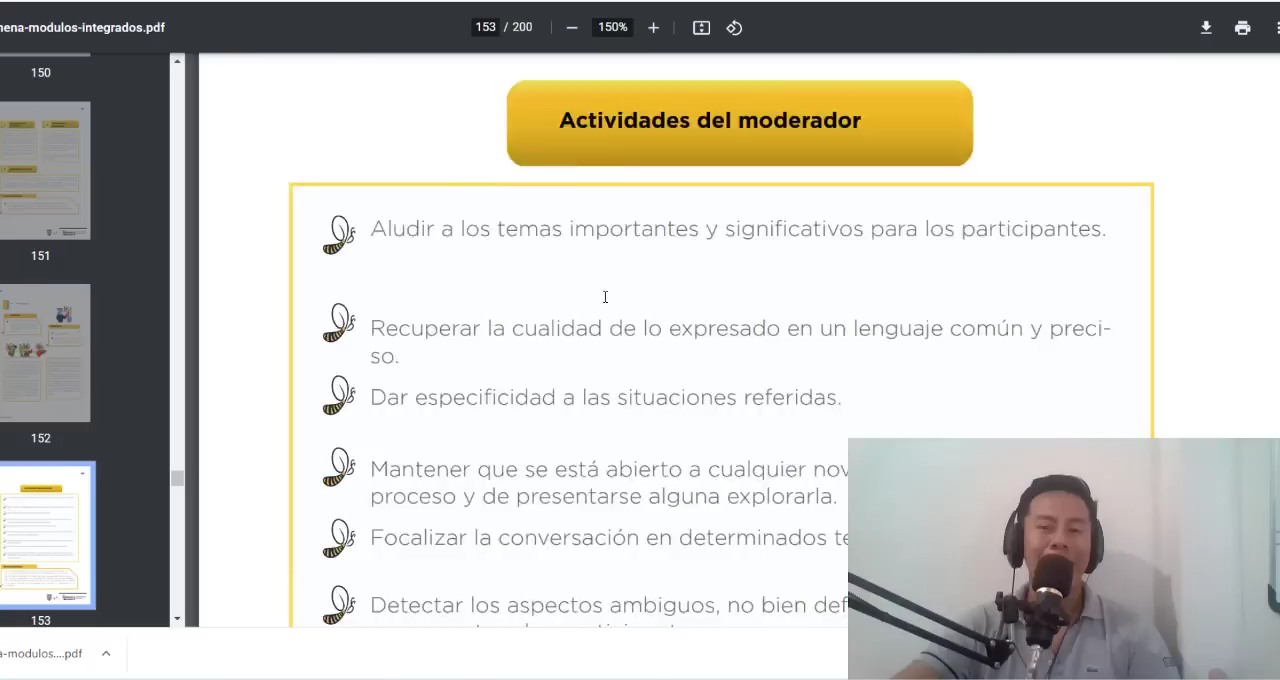 nena-modulos-integrados.pdf
153 / 200
150%
150
151
152
153
Actividades del moderador
Aludir a los temas importantes y significativos para los participantes.
Recuperar la cualidad de lo expresado en un lenguaje común y preci-
so.
Dar especificidad a las situaciones referidas.
Mantener que se está abierto a cualquier nov
proceso y de presentarse alguna explorarla.
Focalizar la conversación en determinados te
Detectar los aspectos ambiguos, no bien def
a-modulos....pdf